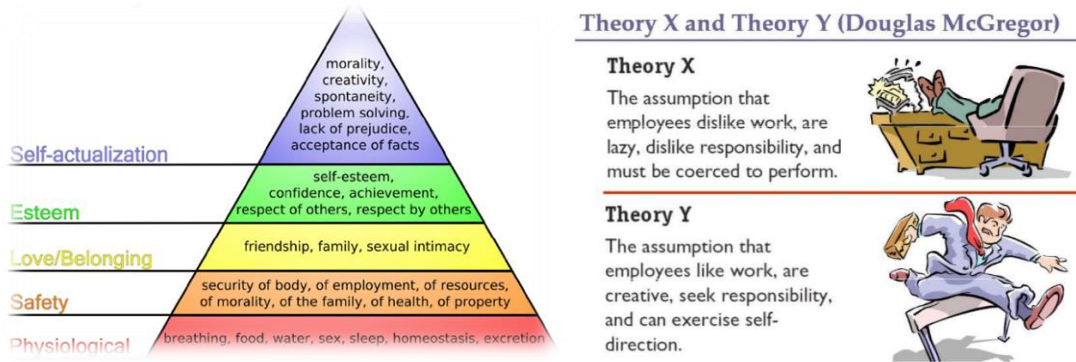 morality,
creativity,
spontaneity,
problem solving,
lack of prejudice,
acceptance of facts
Self-actualization
self-esteem,
confidence, achievement,
respect of others, respect by others
Esteem
friendship, family, sexual intimacy
Love/Belonging
security of body, of employment, of resources,
of morality, of the family, of health, of property
Safety
breathing, food, water, sex, sleep, homeostasis, excretion
Physiological
Theory X and Theory Y (Douglas McGregor)
Theory X
The assumption that
employees dislike work, are
lazy, dislike responsibility, and
must be coerced to perform.
Theory Y
The assumption that
employees like work, are
creative, seek responsibility,
and can exercise self-
direction.